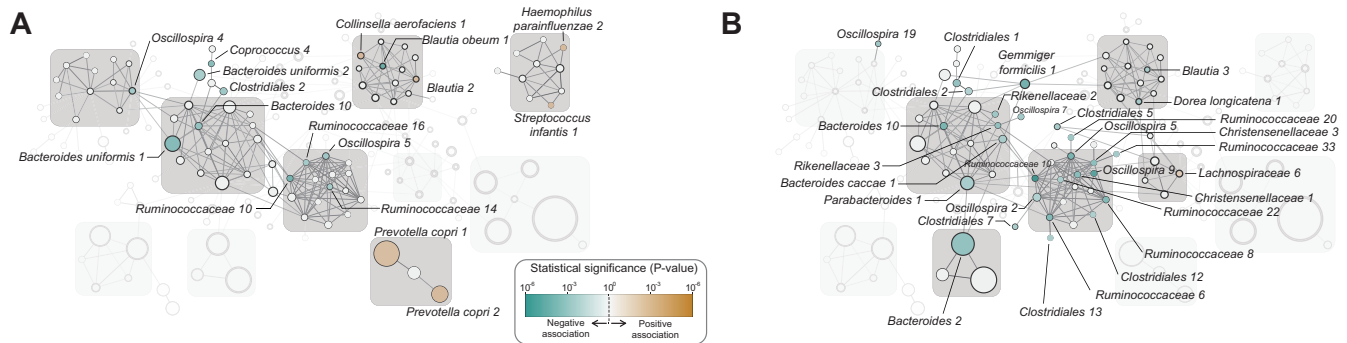 A
Oscillospira 4
Coprococcus 4
Bacteroides uniformis 2
Clostridiales 2
Bacteroides 10
Bacteroides uniformis 1
Ruminococcaceae 16
Oscillospira 5
Ruminococcaceae 10
Ruminococcaceae 14
Collinsella aerofaciens 1
Blautia obeum 1
Blautia 2
Haemophilus
parainfluenzae 2
Streptococcus
infantis 1
Prevotella copri 1
Prevotella copri 2
Statistical significance (P-value)
10⁻⁶ 10⁻³ 10⁰ 10⁻³ 10⁻⁶
Negative
association
Positive
association
B
Oscillospira 19
Clostridiales 1
Gemmiger
formicilis 1
Clostridiales 2
Rikenellaceae 2
Oscillospira 7
Bacteroides 10
Clostridiales 5
Oscillospira 5
Blautia 3
Dorea longicatena 1
Ruminococcaceae 20
Christensenellaceae 3
Ruminococcaceae 33
Rikenellaceae 3
Ruminococcaceae 10
Oscillospira 9
Lachnospiraceae 6
Bacteroides caccae 1
Parabacteroides 1
Christensenellaceae 1
Oscillospira 2
Ruminococcaceae 22
Clostridiales 7
Ruminococcaceae 8
Clostridiales 12
Ruminococcaceae 6
Clostridiales 13
Bacteroides 2